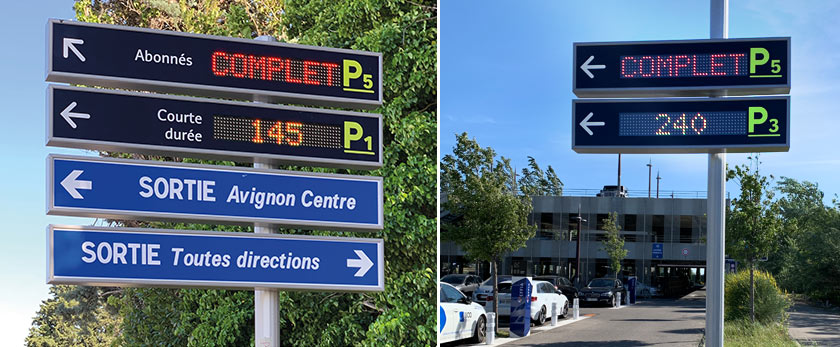 Abonnés COMPLET P5
Courte durée 145 P1
SORTIE Avignon Centre
SORTIE Toutes directions
COMPLET P5
240 P3